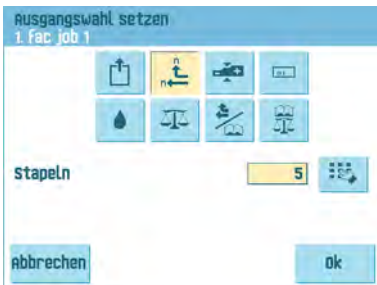 Ausgangswahl setzen
1. Fac job 1
n
n
Stapeln 5
Abbrechen Ok